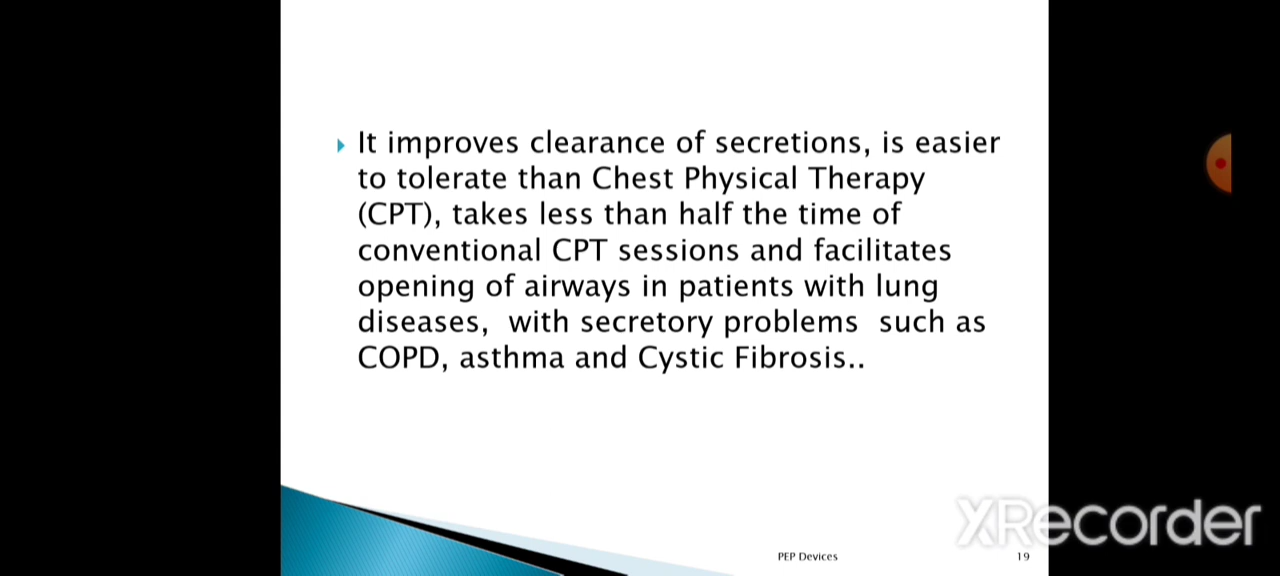 It improves clearance of secretions, is easier
to tolerate than Chest Physical Therapy
(CPT), takes less than half the time of
conventional CPT sessions and facilitates
opening of airways in patients with lung
diseases,  with secretory problems  such as
COPD, asthma and Cystic Fibrosis..
XRecorder
PEP Devices
19